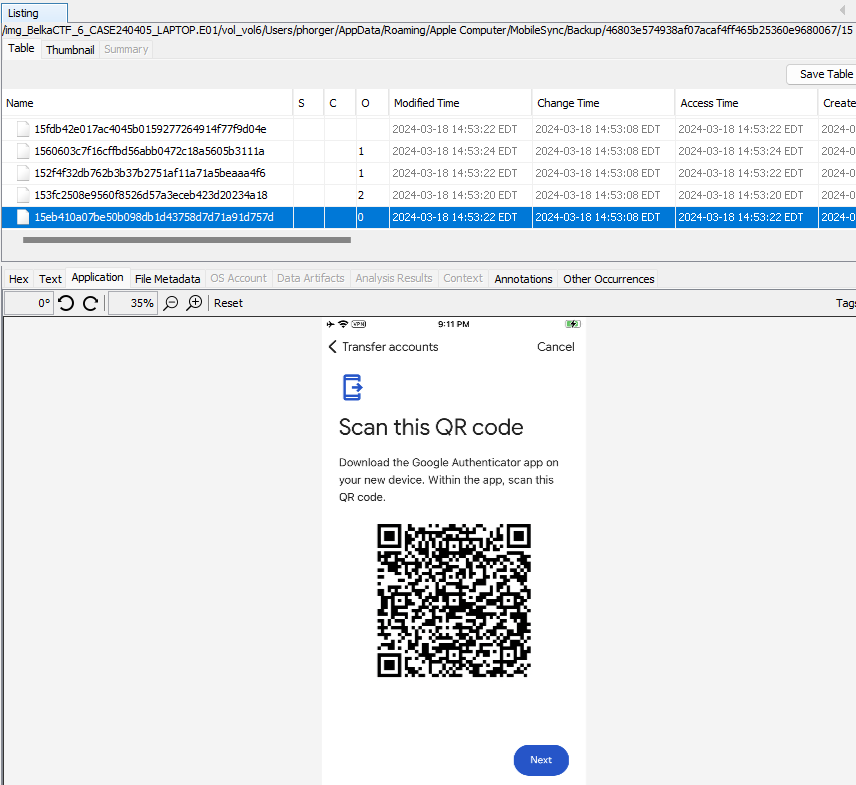 Listing
/img_BelkaCTF_6_CASE240405_LAPTOP.E01/vol_vol6/Users/phorger/AppData/Roaming/Apple Computer/MobileSync/Backup/46803e574938af07acaf4ff465b25360e9680067/15
Table Thumbnail Summary
Save Table
Name S C O Modified Time Change Time Access Time Create
15fdb42e017ac4045b0159277264914f77f9d04e 2024-03-18 14:53:22 EDT 2024-03-18 14:53:08 EDT 2024-03-18 14:53:22 EDT 2024-0
1560603c7f16cffbd56abb0472c18a5605b3111a 1 2024-03-18 14:53:24 EDT 2024-03-18 14:53:08 EDT 2024-03-18 14:53:24 EDT 2024-0
152f4f32db762b3b37b2751af11a71a5beaaa4f6 1 2024-03-18 14:53:22 EDT 2024-03-18 14:53:08 EDT 2024-03-18 14:53:22 EDT 2024-0
153fc2508e9560f8526d57a3eceb423d20234a18 2 2024-03-18 14:53:20 EDT 2024-03-18 14:53:08 EDT 2024-03-18 14:53:20 EDT 2024-0
15eb410a07be50b098db1d43758d7d71a91d757d 0 2024-03-18 14:53:22 EDT 2024-03-18 14:53:08 EDT 2024-03-18 14:53:22 EDT 2024-0
Hex Text Application File Metadata OS Account Data Artifacts Analysis Results Context Annotations Other Occurrences
0° 35% Reset Tags
VPN 9:11 PM
Transfer accounts Cancel
Scan this QR code
Download the Google Authenticator app on
your new device. Within the app, scan this
QR code.
Next